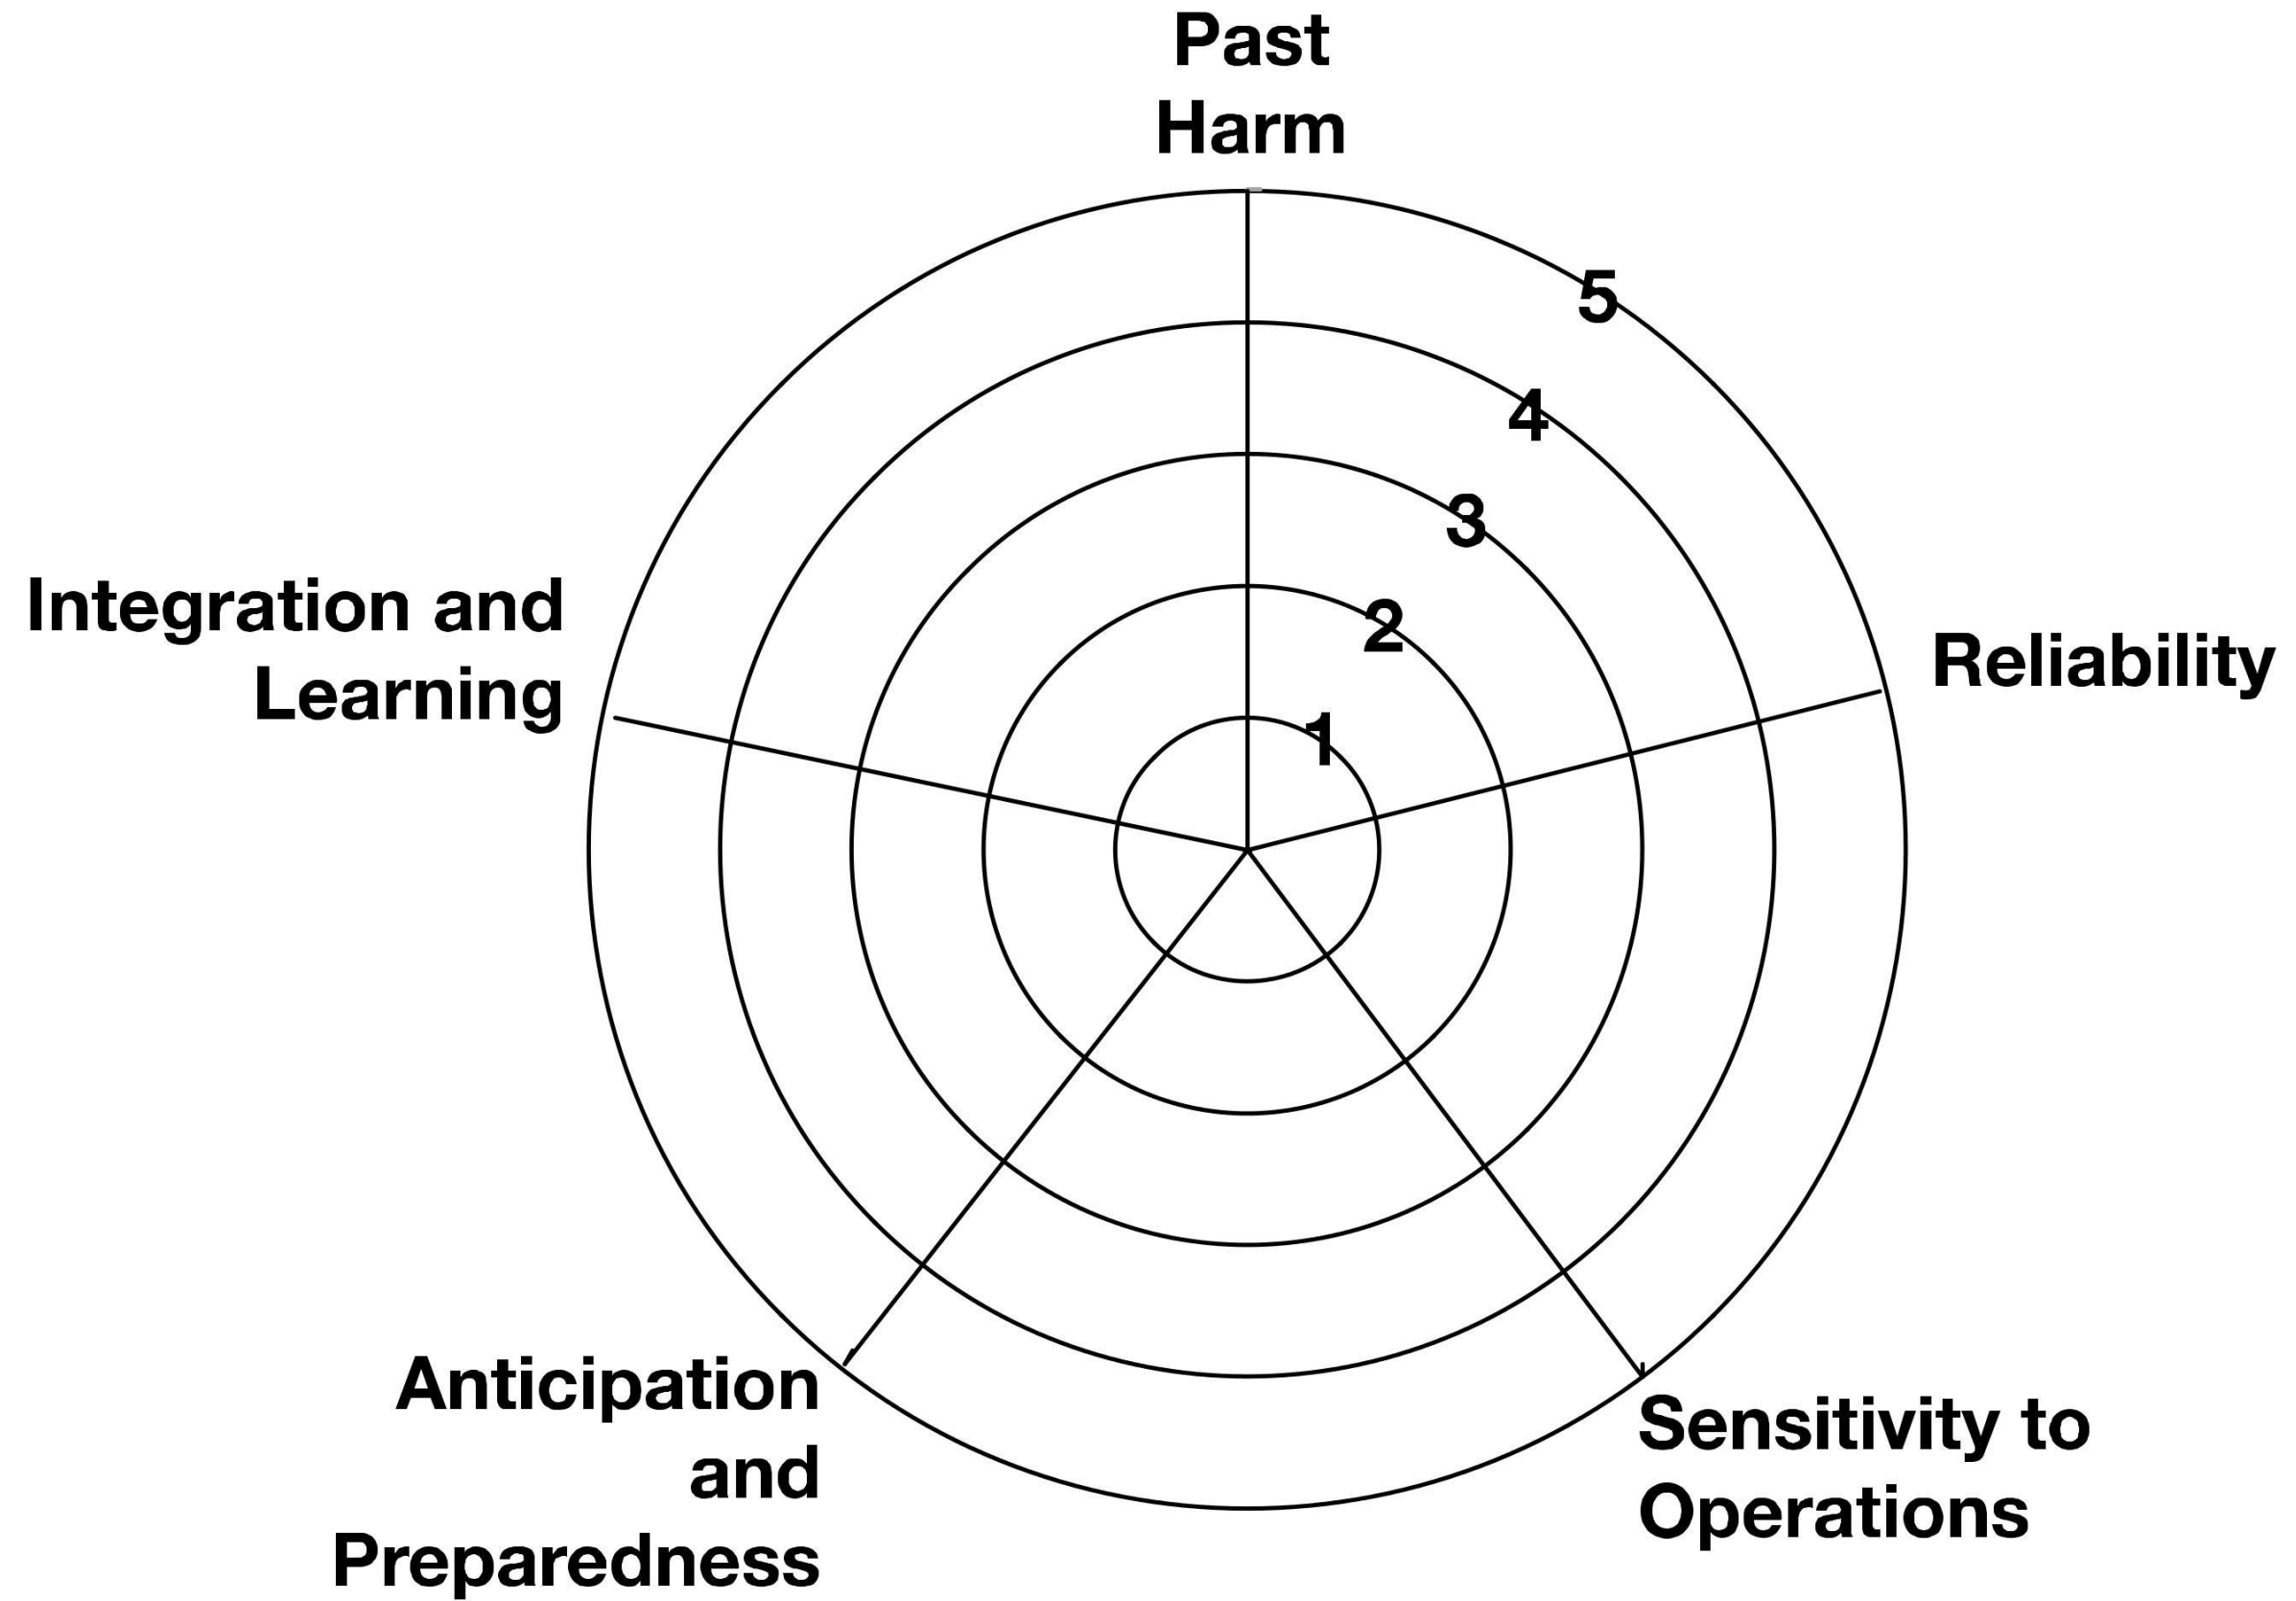 Past
Harm
5
4
3
2
1
Integration and
Learning
Reliability
Anticipation
and
Preparedness
Sensitivity to
Operations